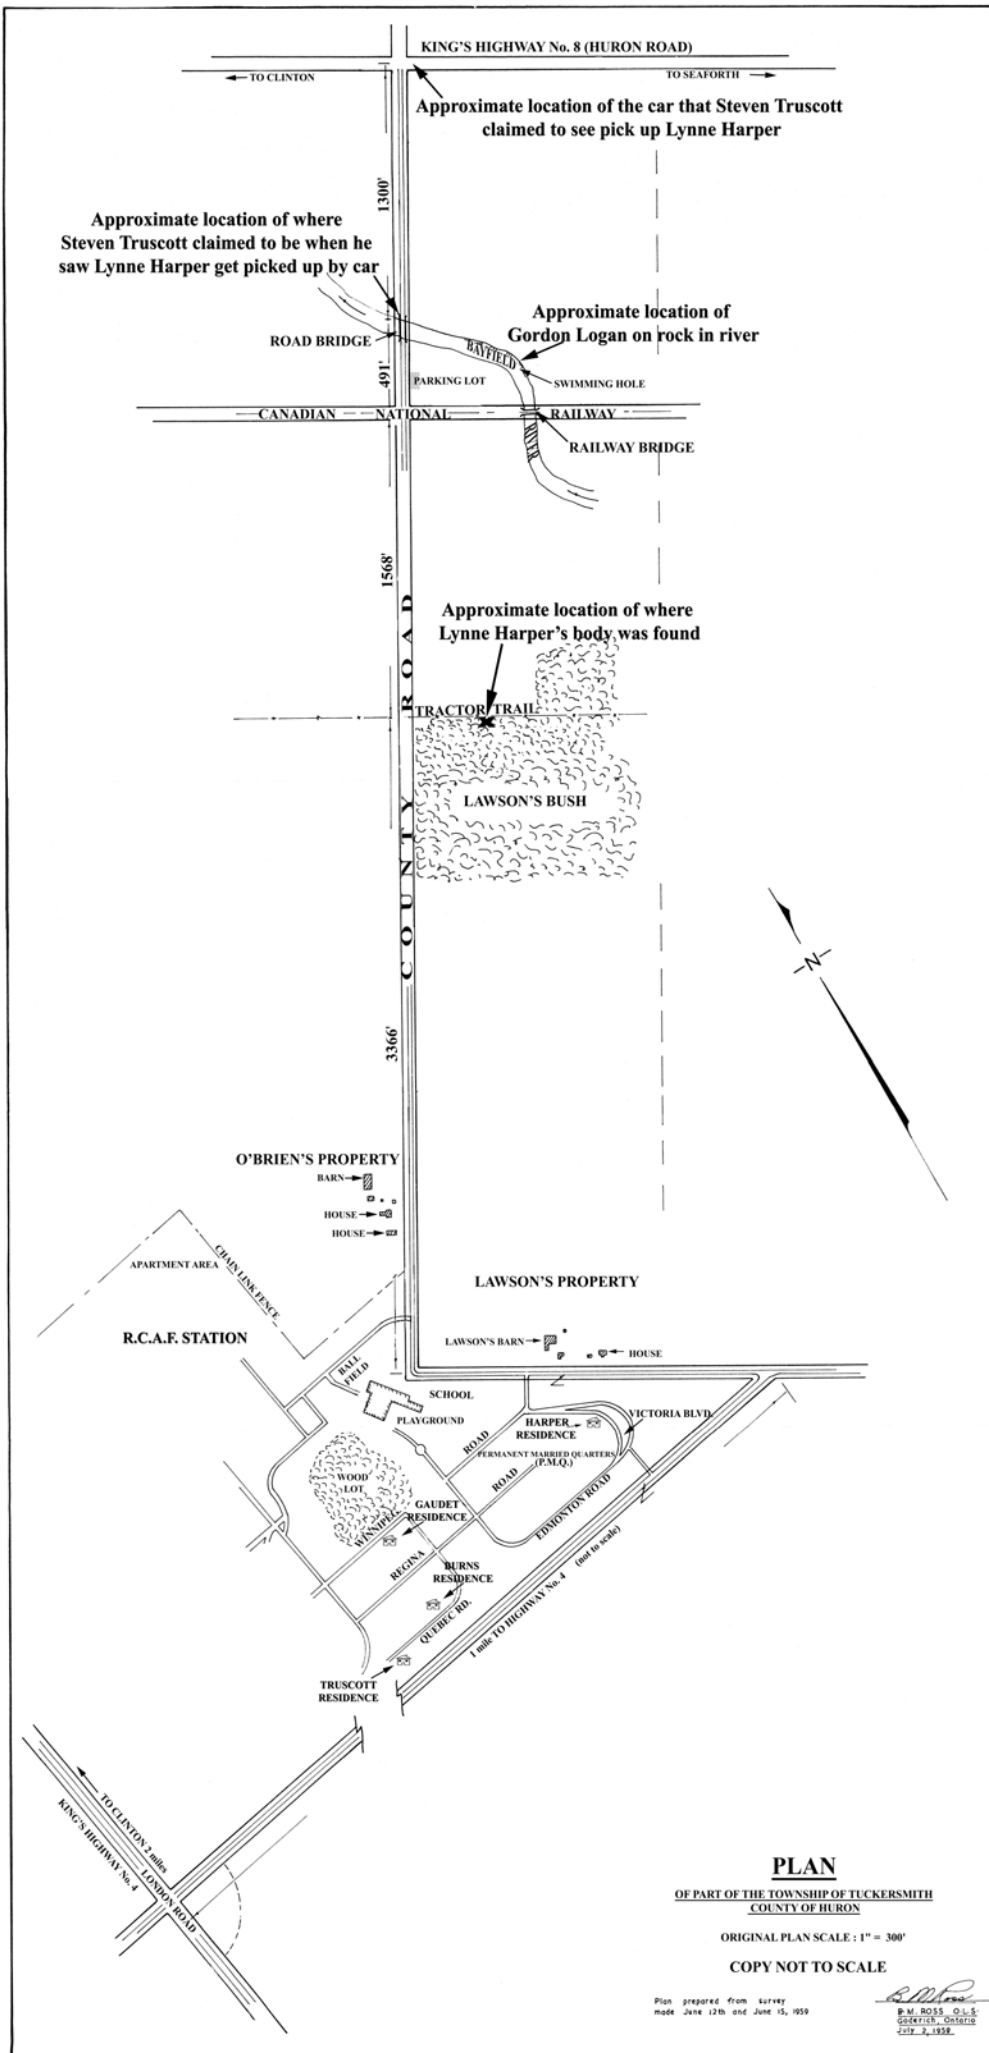 KING'S HIGHWAY No. 8 (HURON ROAD)
TO CLINTON
TO SEAFORTH
Approximate location of the car that Steven Truscott
claimed to see pick up Lynne Harper
1300'
Approximate location of where
Steven Truscott claimed to be when he
saw Lynne Harper get picked up by car
Approximate location of
Gordon Logan on rock in river
ROAD BRIDGE
BAYFIELD
491'
PARKING LOT
SWIMMING HOLE
CANADIAN NATIONAL RAILWAY
RIVER
RAILWAY BRIDGE
1568'
Approximate location of where
Lynne Harper's body was found
TRACTOR TRAIL
LAWSON'S BUSH
COUNTY ROAD
N
3366'
O'BRIEN'S PROPERTY
BARN
HOUSE
HOUSE
APARTMENT AREA
CHAIN LINK FENCE
LAWSON'S PROPERTY
R.C.A.F. STATION
LAWSON'S BARN
HOUSE
BALL
FIELD
SCHOOL
PLAYGROUND
HARPER
RESIDENCE
VICTORIA BLVD.
ROAD
PERMANENT MARRIED QUARTERS
(P.M.Q.)
ROAD
WOOD
LOT
EDMONTON ROAD
GAUDET
RESIDENCE
WINNIPEG
REGINA
BURNS
RESIDENCE
QUEBEC RD.
1 mile TO HIGHWAY No. 4 (not to scale)
TRUSCOTT
RESIDENCE
TO CLINTON 2 miles
KING'S HIGHWAY No. 4
LONDON ROAD
PLAN
OF PART OF THE TOWNSHIP OF TUCKERSMITH
COUNTY OF HURON
ORIGINAL PLAN SCALE : 1" = 300'
COPY NOT TO SCALE
Plan prepared from survey
made June 12th and June 15, 1959
B M Ross
B.M. ROSS O.L.S.
Goderich, Ontario
July 2, 1959